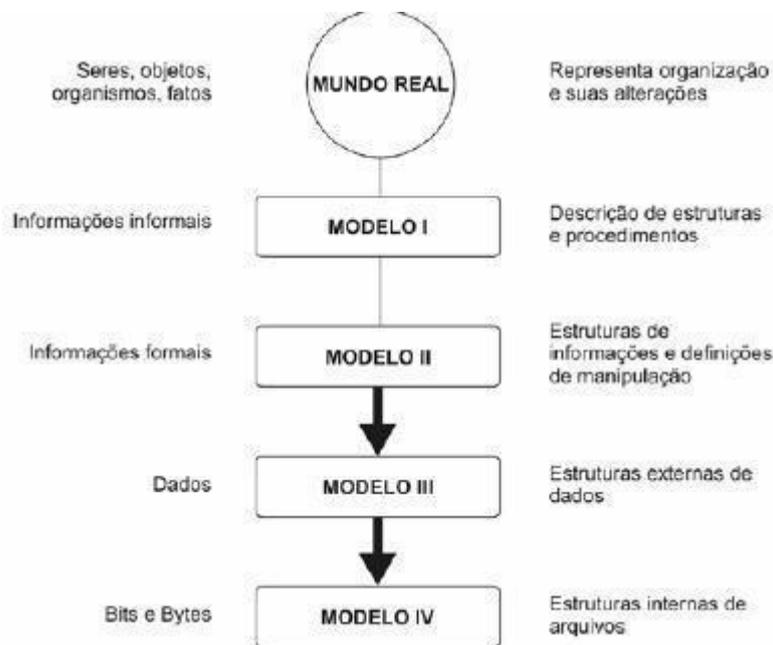 Seres, objetos,
organismos, fatos
MUNDO REAL
Representa organização
e suas alterações
Informações informais
MODELO I
Descrição de estruturas
e procedimentos
Informações formais
MODELO II
Estruturas de
informações e definições
de manipulação
Dados
MODELO III
Estruturas externas de
dados
Bits e Bytes
MODELO IV
Estruturas internas de
arquivos